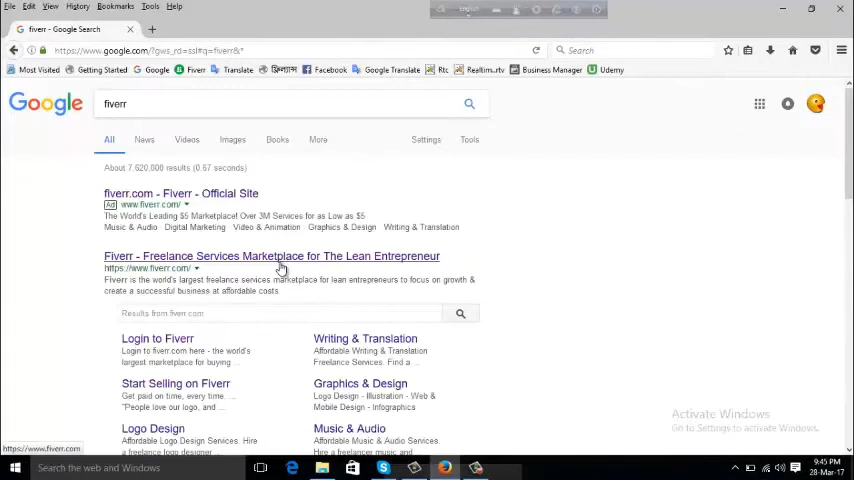 File Edit View History Bookmarks Tools Help
English
fiverr - Google Search
https://www.google.com/?gws_rd=ssl#q=fiverr&*
Search
Most Visited Getting Started Google Fiverr Translate Facebook Google Translate Rtc Realtim..rtv Business Manager Udemy
Google
fiverr
All News Videos Images Books More Settings Tools
About 7,620,000 results (0.67 seconds)
fiverr.com - Fiverr - Official Site
Ad www.fiverr.com/
The World's Leading $5 Marketplace! Over 3M Services for as Low as $5
Music & Audio · Digital Marketing · Video & Animation · Graphics & Design · Writing & Translation
Fiverr - Freelance Services Marketplace for The Lean Entrepreneur
https://www.fiverr.com/
Fiverr is the world's largest freelance services marketplace for lean entrepreneurs to focus on growth &
create a successful business at affordable costs.
Results from fiverr.com
Login to Fiverr
Login to fiverr.com here - the world's
largest marketplace for buying ...
Writing & Translation
Affordable Writing & Translation
Freelance Services. Find a ...
Start Selling on Fiverr
Get paid on time, every time. ...
"People love our logo, and ...
Graphics & Design
Logo Design - Illustration - Web &
Mobile Design - Infographics
Logo Design
Affordable Logo Design Services. Hire
a freelance logo designer
Music & Audio
Affordable Music & Audio Services.
Hire a freelance music
Activate Windows
Go to Settings to activate Windows.
https://www.fiverr.com
Search the web and Windows
9:45 PM
28-Mar-17